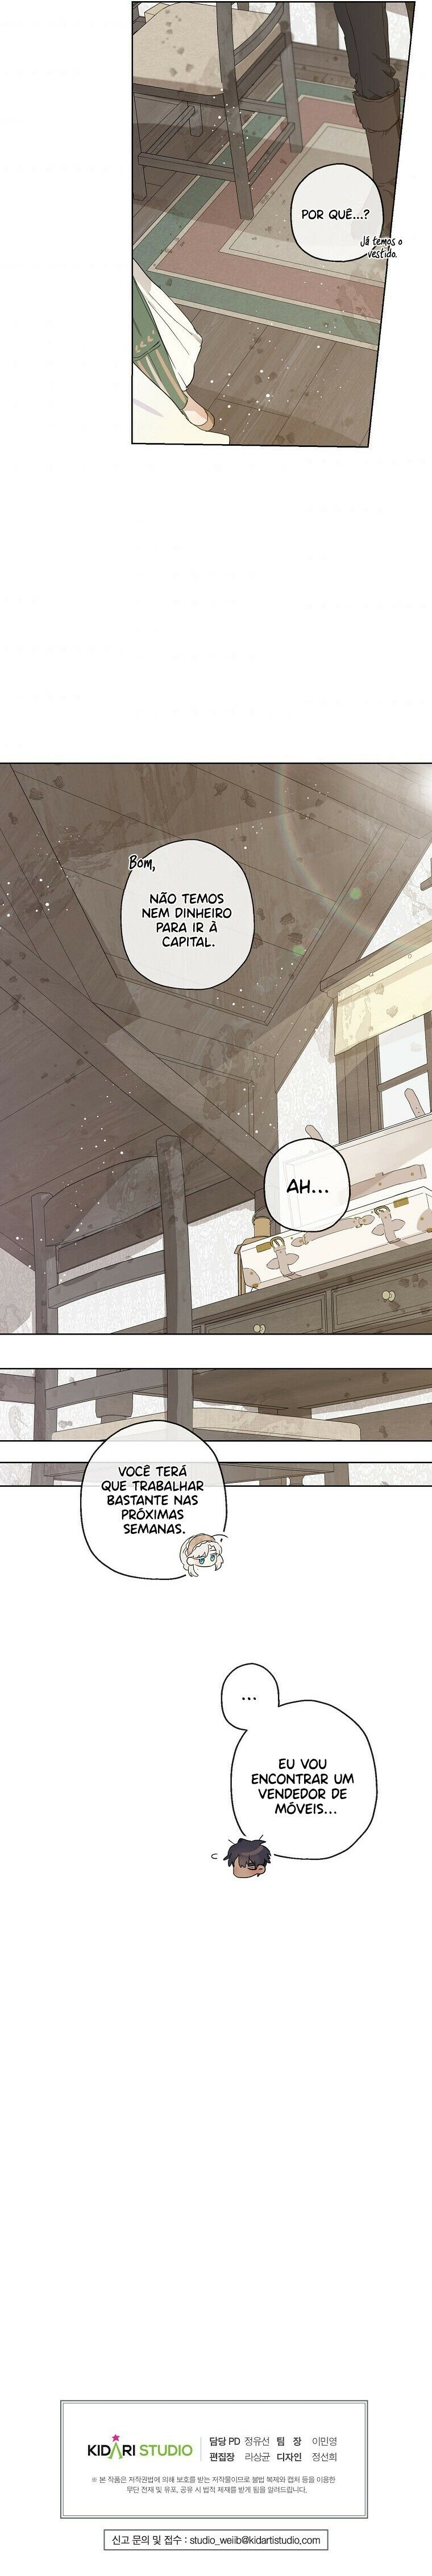 POR QUÊ...?
Já temos o
vestido.
Bom,
NÃO TEMOS
NEM DINHEIRO
PARA IR À
CAPITAL.
AH...
VOCÊ TERÁ
QUE TRABALHAR
BASTANTE NAS
PRÓXIMAS
SEMANAS.
...
EU VOU
ENCONTRAR UM
VENDEDOR DE
MÓVEIS...
KIDARI STUDIO
담당 PD 정유선 팀 장 이민영
편집장 리상균 디자인 정선희
※ 본 작품은 저작권법에 의해 보호를 받는 저작물이므로 불법 복제와 캡처 등을 이용한
무단 전재 및 유포, 공유 시 법적 제재를 받게 됨을 알려드립니다.
신고 문의 및 접수 : studio_weiib@kidartistudio.com